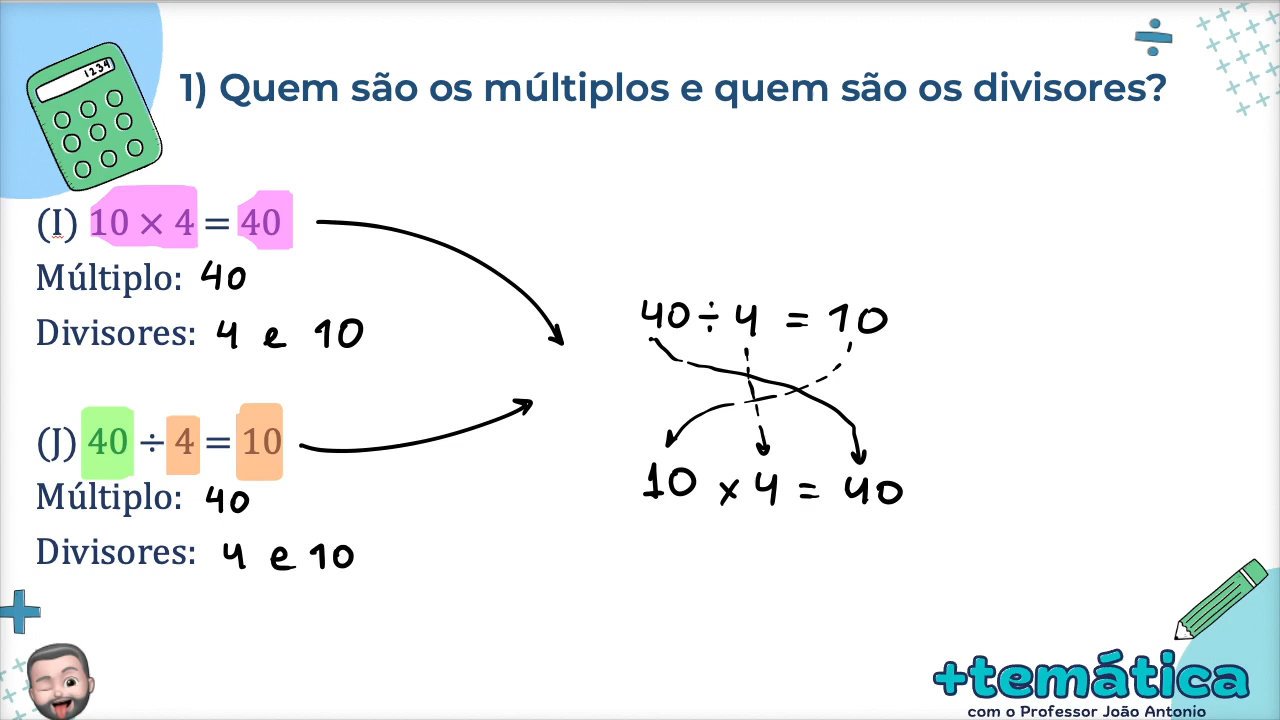 1234
1) Quem são os múltiplos e quem são os divisores?
(I) 10 × 4 = 40
Múltiplo: 40
Divisores: 4 e 10
40 ÷ 4 = 10
10 × 4 = 40
(J) 40 ÷ 4 = 10
Múltiplo: 40
Divisores: 4 e 10
+temática
com o Professor João Antonio